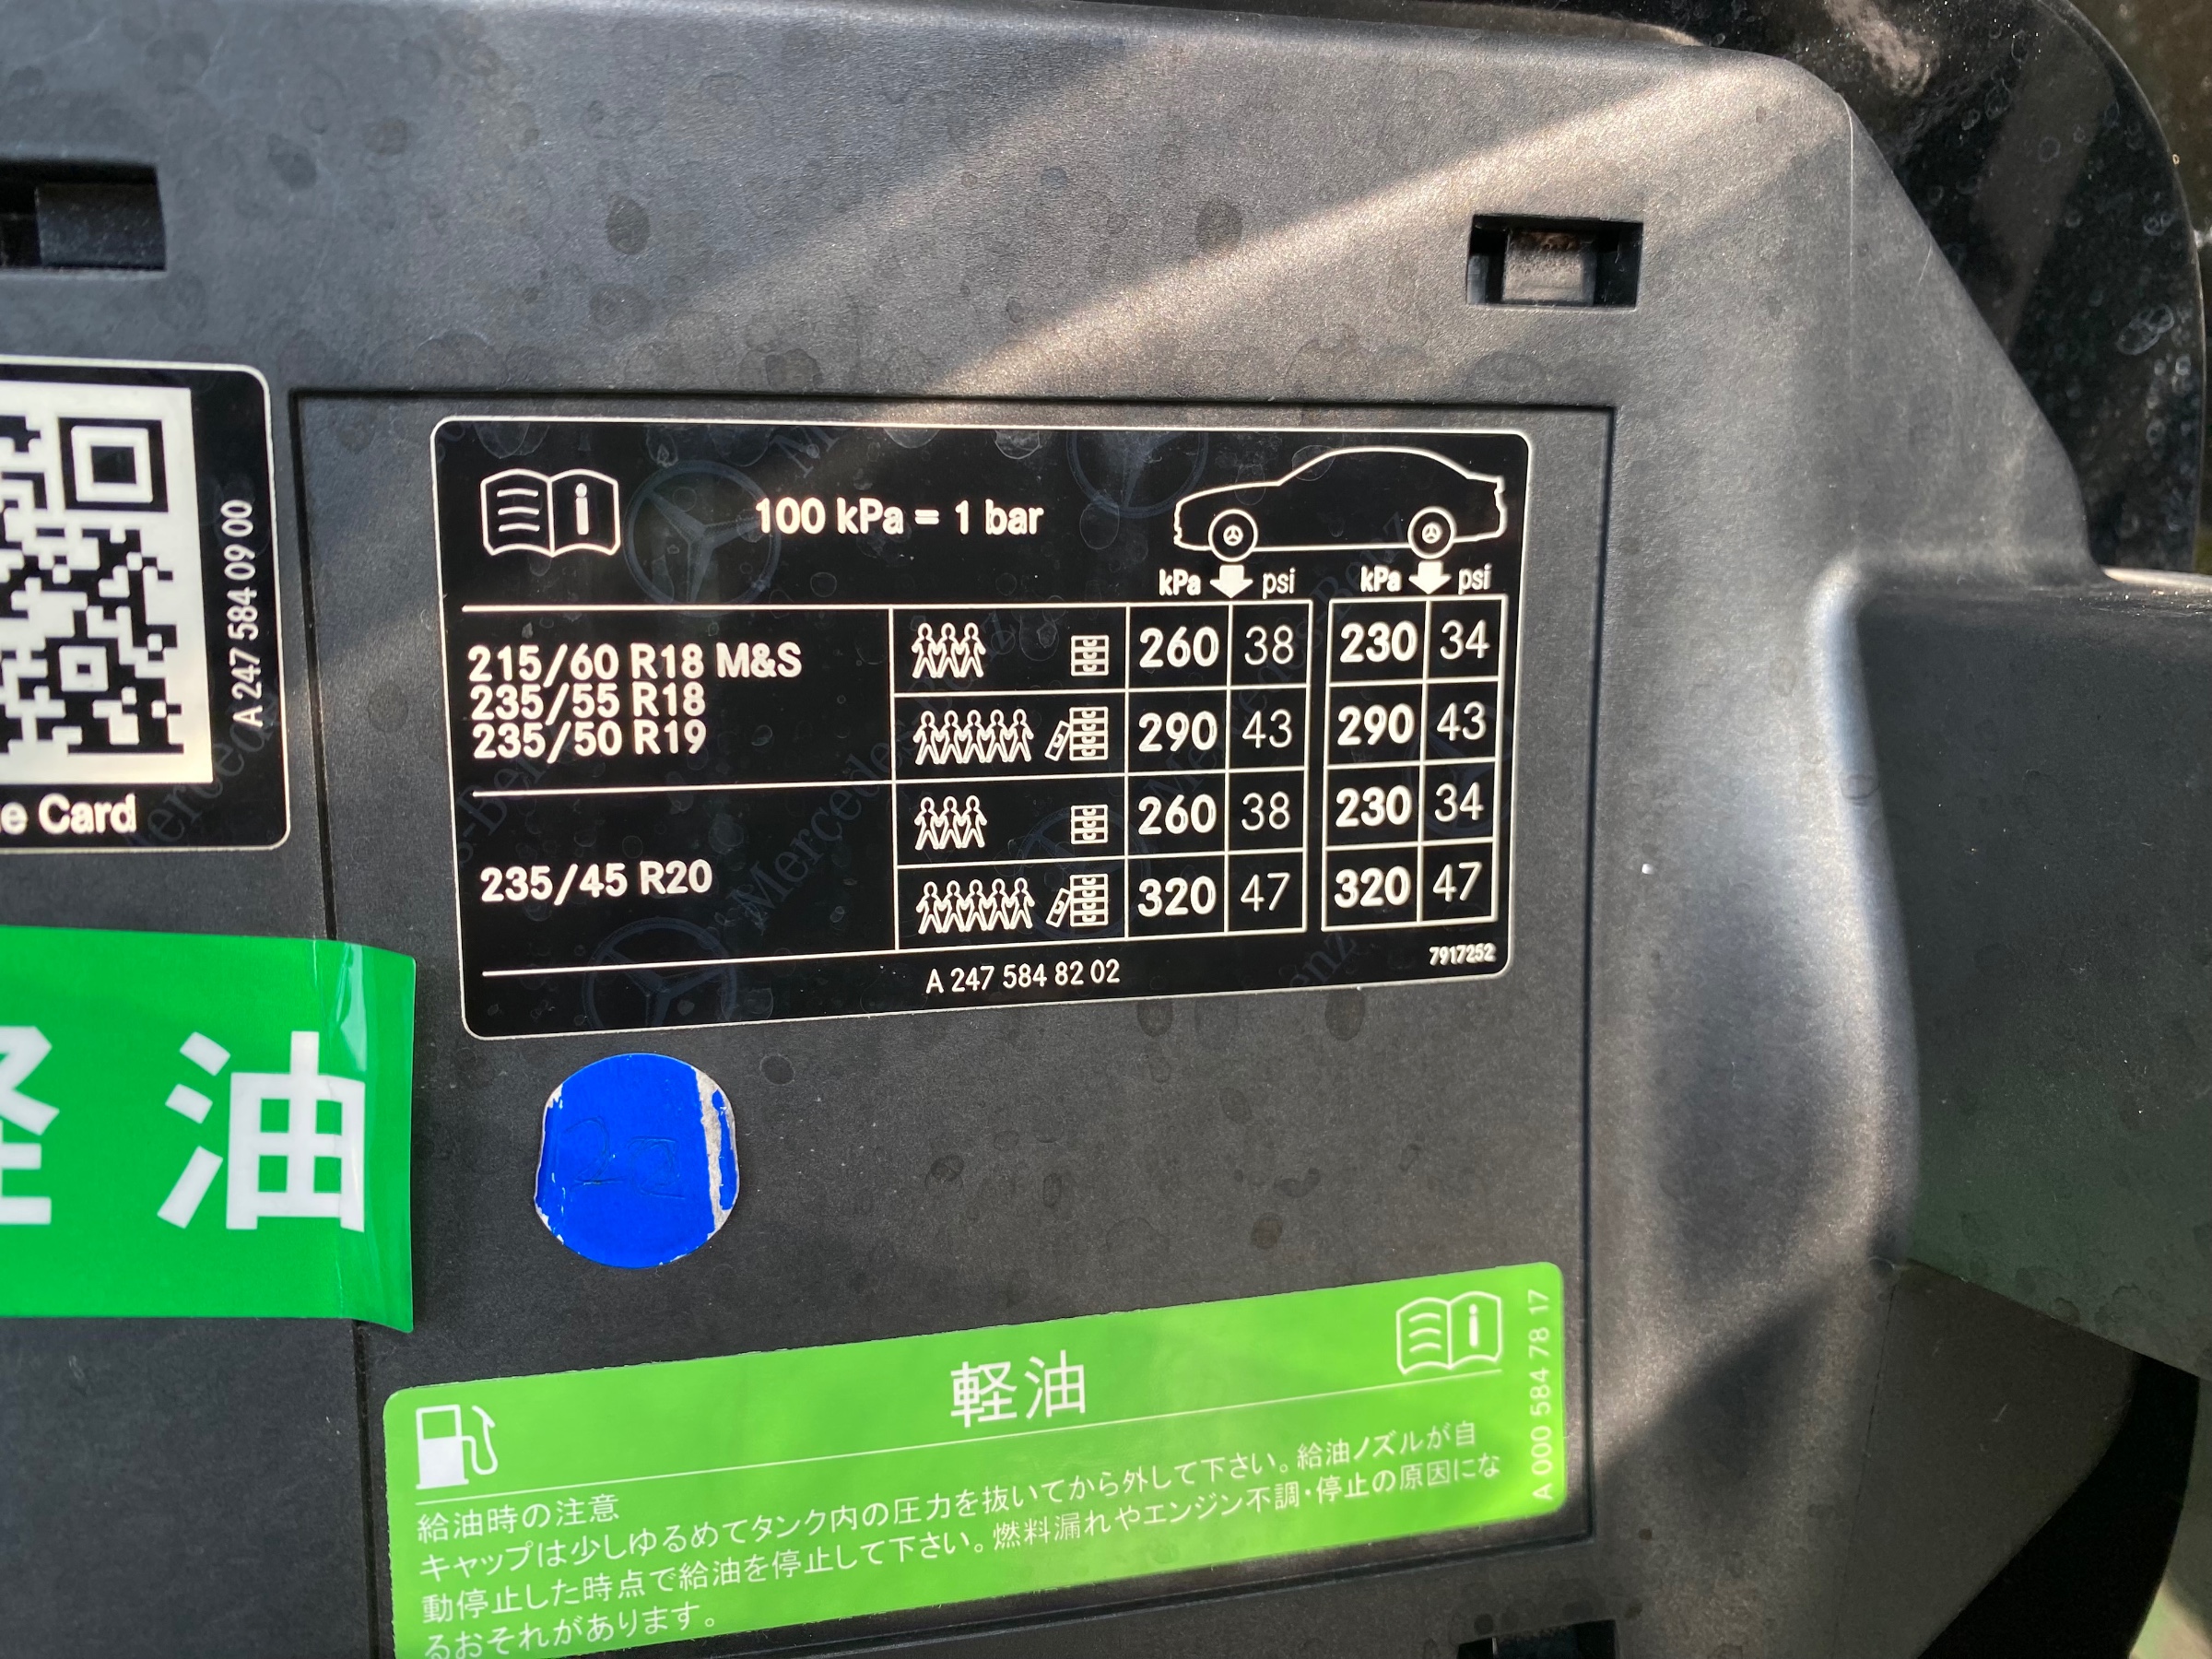 A 247 584 09 00
e Card
100 kPa = 1 bar
kPa psi kPa psi
215/60 R18 M&S
235/55 R18
235/50 R19
260 38 230 34
290 43 290 43
235/45 R20
260 38 230 34
320 47 320 47
A 247 584 82 02
7917252
軽油
軽油
A 000 584 78 17
給油時の注意
キャップは少しゆるめてタンク内の圧力を抜いてから外して下さい。給油ノズルが自
動停止した時点で給油を停止して下さい。燃料漏れやエンジン不調・停止の原因にな
るおそれがあります。
Mercedes-Benz